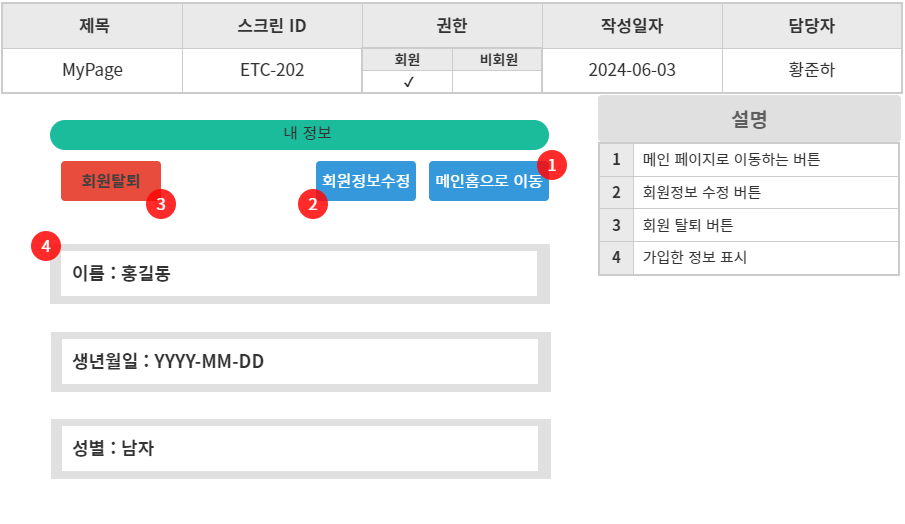 제목 스크린 ID 권한 작성일자 담당자
MyPage ETC-202 회원 비회원 2024-06-03 황준하
✓
내 정보
회원탈퇴 회원정보수정 메인홈으로 이동
1
2
3
4
이름 : 홍길동
생년월일 : YYYY-MM-DD
성별 : 남자
설명
1 메인 페이지로 이동하는 버튼
2 회원정보 수정 버튼
3 회원 탈퇴 버튼
4 가입한 정보 표시